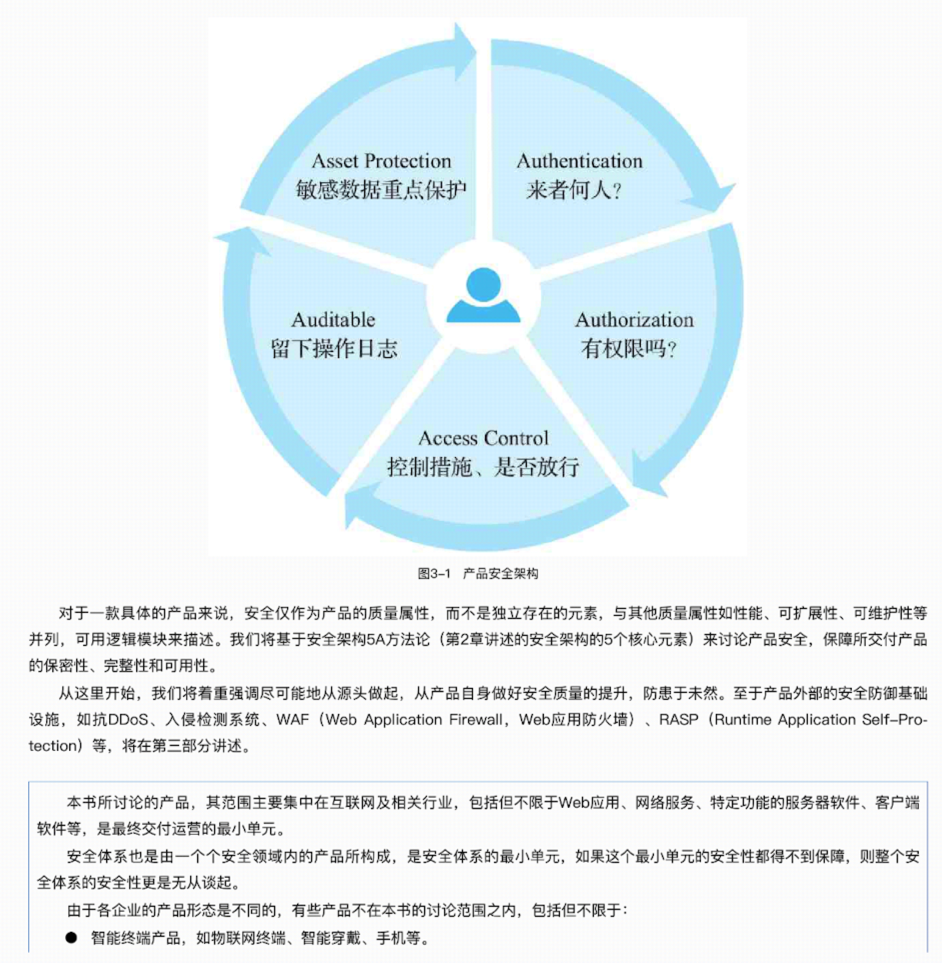 Asset Protection
敏感数据重点保护
Authentication
来者何人？
Auditable
留下操作日志
Authorization
有权限吗？
Access Control
控制措施、是否放行
图3-1 产品安全架构
对于一款具体的产品来说，安全仅作为产品的质量属性，而不是独立存在的元素，与其他质量属性如性能、可扩展性、可维护性等
并列，可用逻辑模块来描述。我们将基于安全架构5A方法论（第2章讲述的安全架构的5个核心元素）来讨论产品安全，保障所交付产品
的保密性、完整性和可用性。
从这里开始，我们将着重强调尽可能地从源头做起，从产品自身做好安全质量的提升，防患于未然。至于产品外部的安全防御基础
设施，如抗DDoS、入侵检测系统、WAF（Web Application Firewall，Web应用防火墙）、RASP（Runtime Application Self-Pro-
tection）等，将在第三部分讲述。
本书所讨论的产品，其范围主要集中在互联网及相关行业，包括但不限于Web应用、网络服务、特定功能的服务器软件、客户端
软件等，是最终交付运营的最小单元。
安全体系也是由一个个安全领域内的产品所构成，是安全体系的最小单元，如果这个最小单元的安全性都得不到保障，则整个安
全体系的安全性更是无从谈起。
由于各企业的产品形态是不同的，有些产品不在本书的讨论范围之内，包括但不限于：
● 智能终端产品，如物联网终端、智能穿戴、手机等。